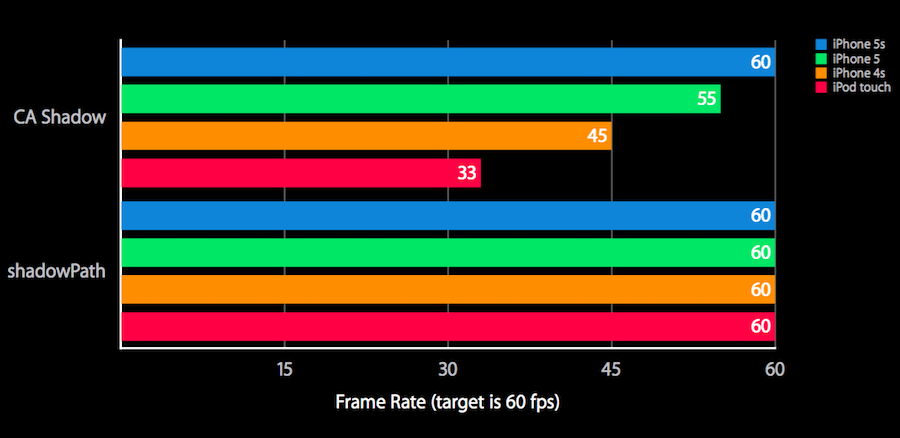 iPhone 5s
iPhone 5
iPhone 4s
iPod touch
CA Shadow
60
55
45
33
shadowPath
60
60
60
60
15 30 45 60
Frame Rate (target is 60 fps)